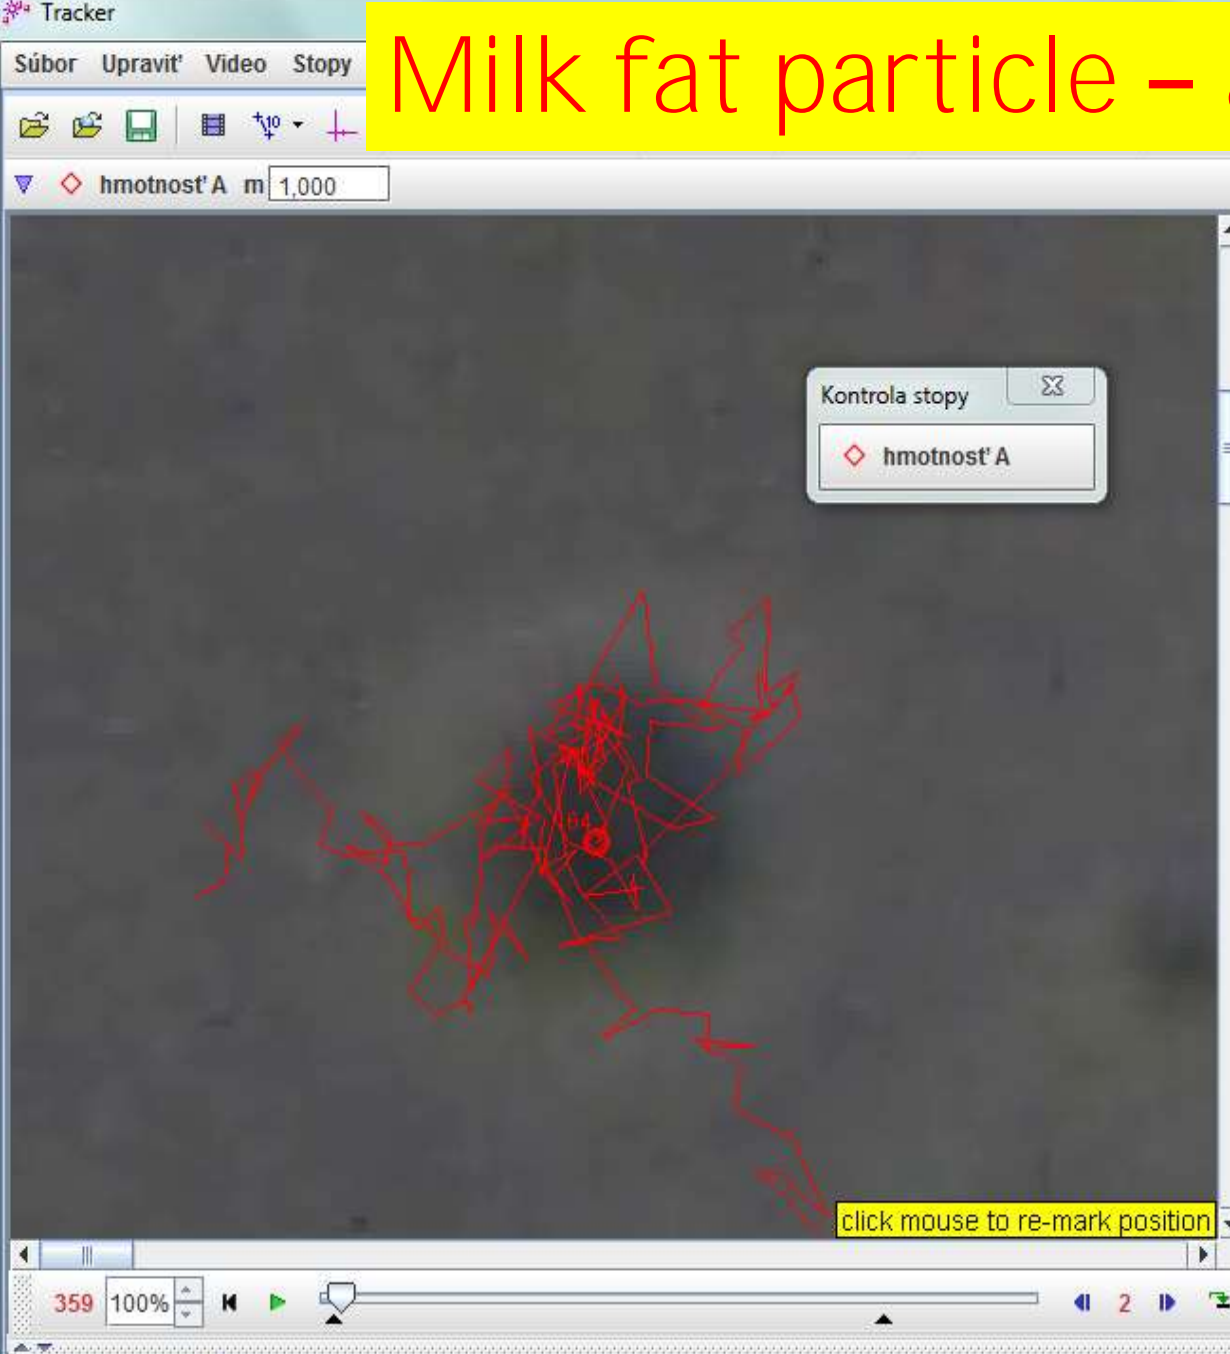 Tracker
Súbor Upraviť Video Stopy
Milk fat particle –
hmotnosť A m 1,000
Kontrola stopy
hmotnosť A
click mouse to re-mark position
359 100% 2